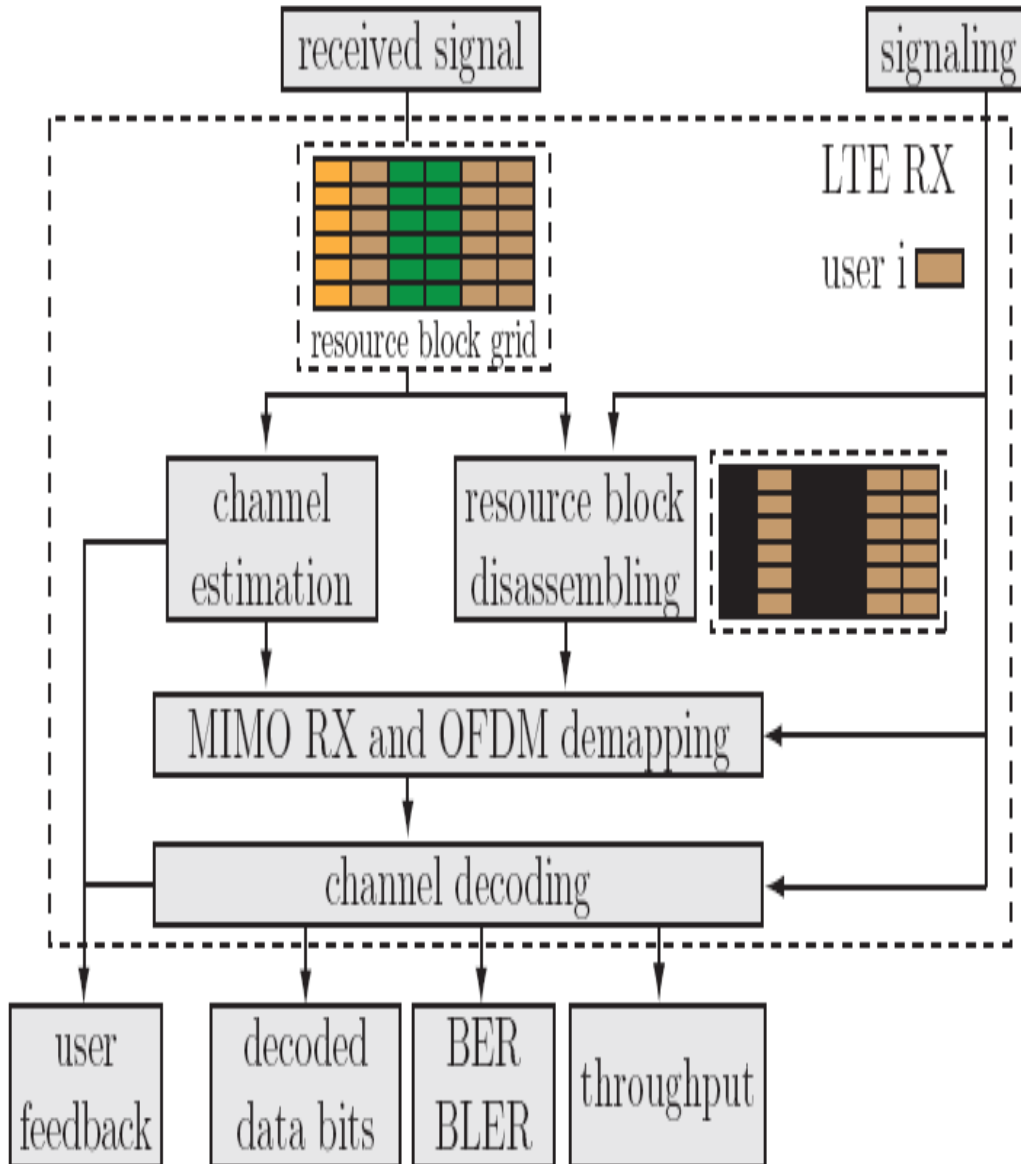 received signal
signaling
LTE RX
user i
resource block grid
channel
estimation
resource block
disassembling
MIMO RX and OFDM demapping
channel decoding
user
feedback
decoded
data bits
BER
BLER
throughput